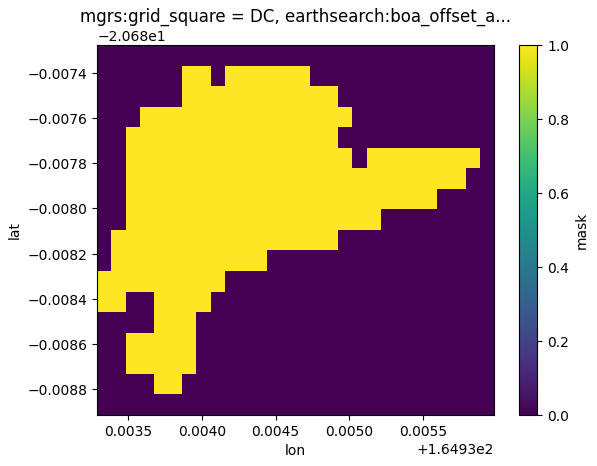 mgrs:grid_square = DC, earthsearch:boa_offset_a...
−2.068e1
−0.0074
−0.0076
−0.0078
−0.0080
−0.0082
−0.0084
−0.0086
−0.0088
lat
0.0035 0.0040 0.0045 0.0050 0.0055
lon
+1.6493e2
1.0
0.8
0.6
0.4
0.2
0.0
mask